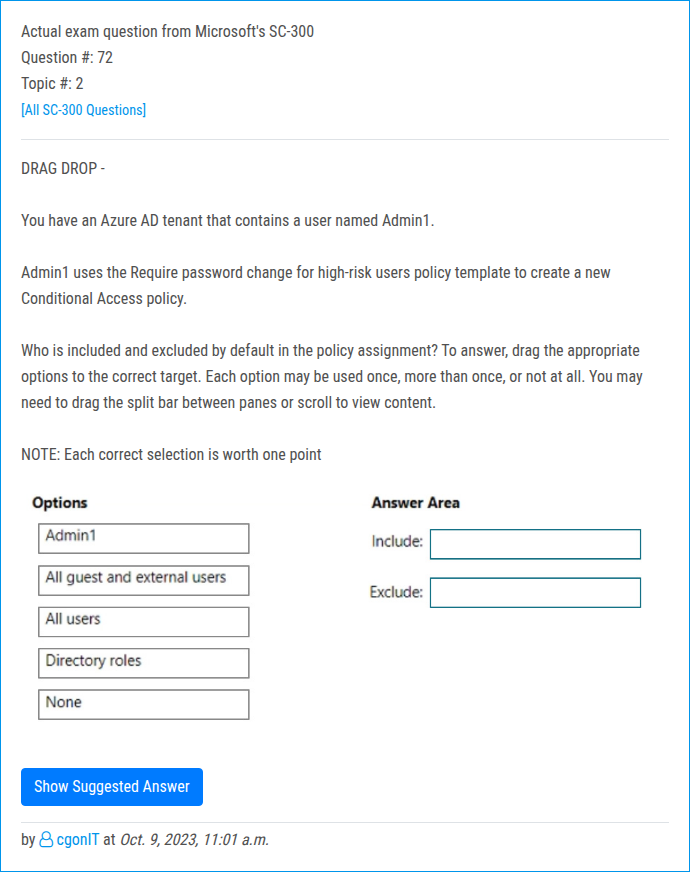 Actual exam question from Microsoft's SC-300
Question #: 72
Topic #: 2
[All SC-300 Questions]
DRAG DROP -
You have an Azure AD tenant that contains a user named Admin1.
Admin1 uses the Require password change for high-risk users policy template to create a new
Conditional Access policy.
Who is included and excluded by default in the policy assignment? To answer, drag the appropriate
options to the correct target. Each option may be used once, more than once, or not at all. You may
need to drag the split bar between panes or scroll to view content.
NOTE: Each correct selection is worth one point
Options
Admin1
All guest and external users
All users
Directory roles
None
Answer Area
Include:
Exclude:
Show Suggested Answer
by cgonIT at Oct. 9, 2023, 11:01 a.m.